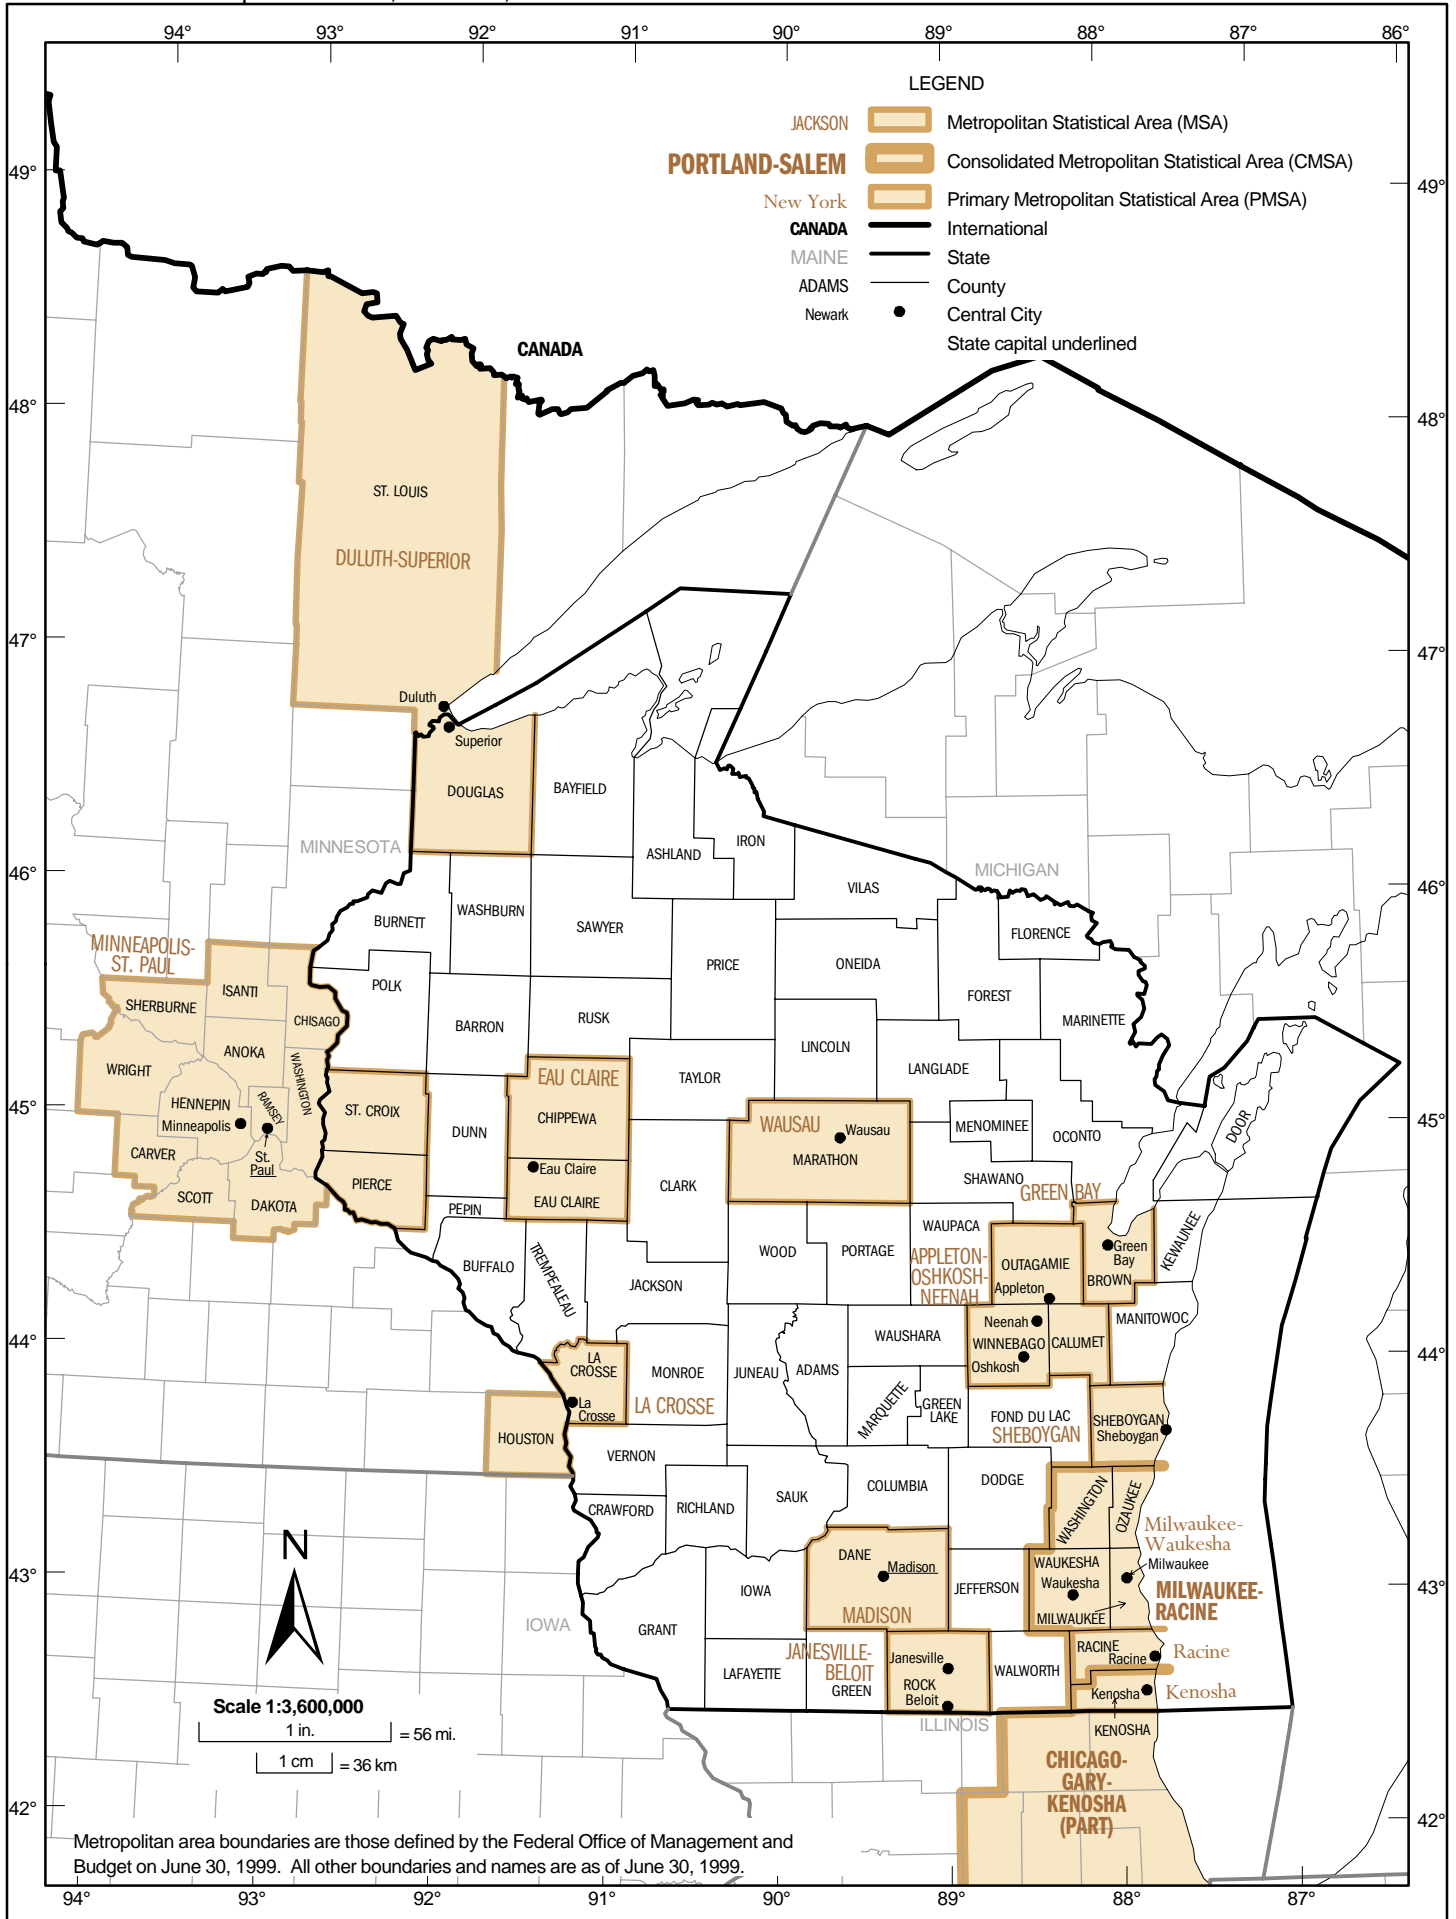 94°
93°
92°
91°
90°
89°
88°
87°
86°
LEGEND
JACKSON Metropolitan Statistical Area (MSA)
PORTLAND-SALEM Consolidated Metropolitan Statistical Area (CMSA)
New York Primary Metropolitan Statistical Area (PMSA)
CANADA International
MAINE State
ADAMS County
Newark Central City
State capital underlined
49°
49°
CANADA
48°
48°
ST. LOUIS
DULUTH-SUPERIOR
47°
47°
Duluth
Superior
DOUGLAS
BAYFIELD
MINNESOTA
ASHLAND
IRON
46°
46°
MICHIGAN
VILAS
BURNETT
WASHBURN
SAWYER
FLORENCE
MINNEAPOLIS-
ST. PAUL
PRICE
ONEIDA
POLK
ISANTI
SHERBURNE
CHISAGO
FOREST
MARINETTE
BARRON
RUSK
LINCOLN
ANOKA
WRIGHT
WASHINGTON
LANGLADE
EAU CLAIRE
TAYLOR
45°
45°
HENNEPIN
RAMSEY
Minneapolis
ST. CROIX
CHIPPEWA
WAUSAU
Wausau
MARATHON
MENOMINEE
OCONTO
DOOR
DUNN
CARVER
St.
Paul
Eau Claire
SCOTT
DAKOTA
PIERCE
EAU CLAIRE
CLARK
SHAWANO
GREEN BAY
PEPIN
WAUPACA
KEWAUNEE
BUFFALO
TREMPEALEAU
JACKSON
WOOD
PORTAGE
APPLETON-
OSHKOSH-
NEENAH
OUTAGAMIE
Appleton
Green
Bay
BROWN
44°
44°
MANITOWOC
WAUSHARA
Neenah
WINNEBAGO
Oshkosh
CALUMET
LA
CROSSE
La
Crosse
MONROE
LA CROSSE
JUNEAU
ADAMS
MARQUETTE
GREEN
LAKE
FOND DU LAC
SHEBOYGAN
SHEBOYGAN
Sheboygan
HOUSTON
VERNON
SAUK
COLUMBIA
DODGE
CRAWFORD
RICHLAND
WASHINGTON
OZAUKEE
Milwaukee-
Waukesha
43°
43°
N
DANE
Madison
MADISON
IOWA
JEFFERSON
WAUKESHA
Waukesha
Milwaukee
MILWAUKEE
MILWAUKEE-
RACINE
IOWA
GRANT
LAFAYETTE
JANESVILLE-
BELOIT
GREEN
Janesville
ROCK
Beloit
WALWORTH
RACINE
Racine
Racine
Kenosha
Kenosha
KENOSHA
ILLINOIS
Scale 1:3,600,000
1 in. = 56 mi.
1 cm = 36 km
CHICAGO-
GARY-
KENOSHA
(PART)
42°
42°
Metropolitan area boundaries are those defined by the Federal Office of Management and
Budget on June 30, 1999. All other boundaries and names are as of June 30, 1999.
94°
93°
92°
91°
90°
89°
88°
87°